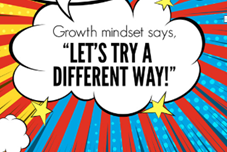 Growth mindset says,
“LET’S TRY A
DIFFERENT WAY!”